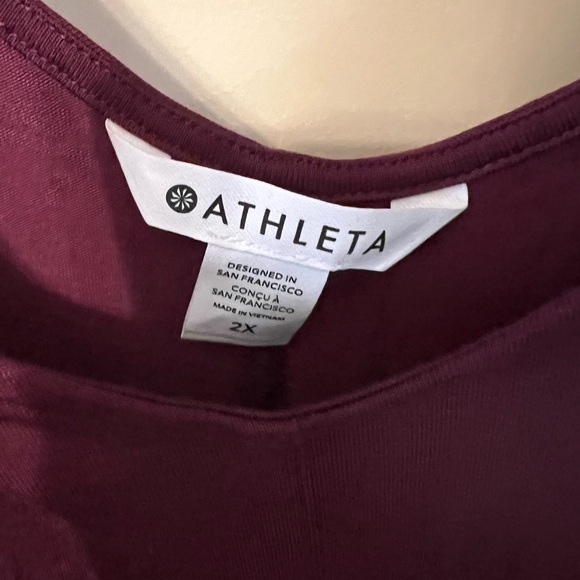 ATHLETA
DESIGNED IN
SAN FRANCISCO
CONÇU À
SAN FRANCISCO
MADE IN VIETNAM
2X